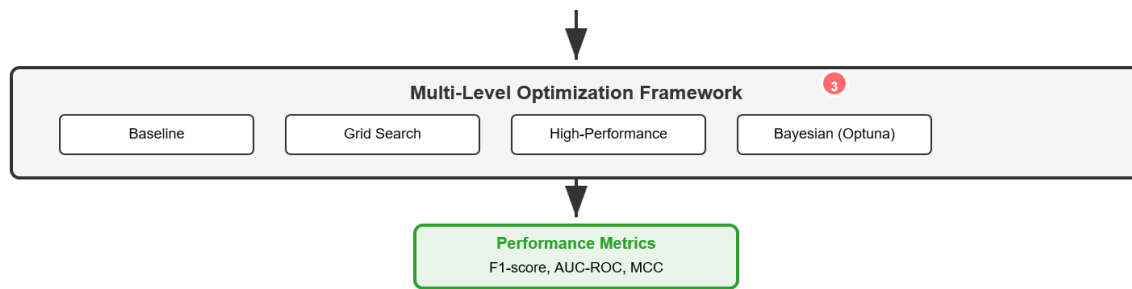 Multi-Level Optimization Framework
3
Baseline
Grid Search
High-Performance
Bayesian (Optuna)
Performance Metrics
F1-score, AUC-ROC, MCC